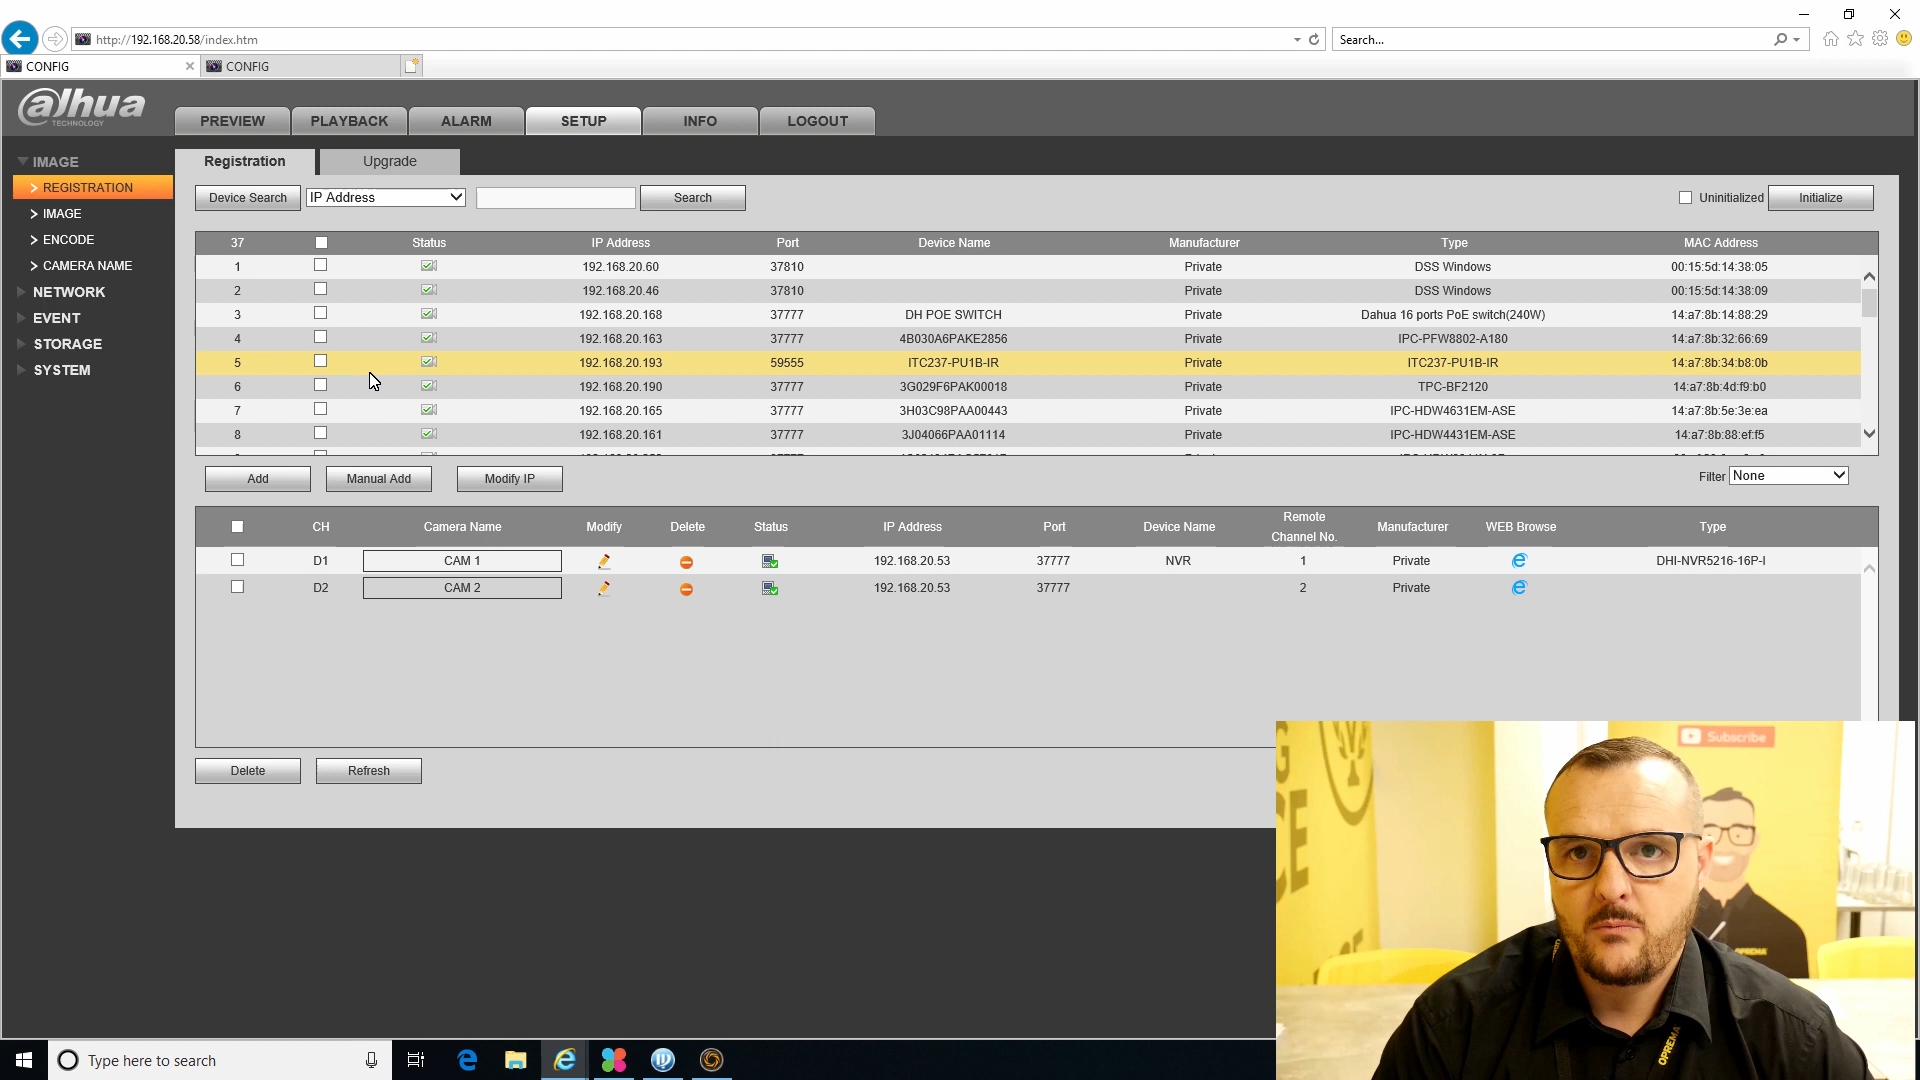 http://192.168.20.58/index.htm
Search...
CONFIG
CONFIG
alhua
TECHNOLOGY
PREVIEW PLAYBACK ALARM SETUP INFO LOGOUT
IMAGE
REGISTRATION
IMAGE
ENCODE
CAMERA NAME
NETWORK
EVENT
STORAGE
SYSTEM
Registration Upgrade
Device Search IP Address Search Uninitialized Initialize
37 Status IP Address Port Device Name Manufacturer Type MAC Address
1 192.168.20.60 37810 Private DSS Windows 00:15:5d:14:38:05
2 192.168.20.46 37810 Private DSS Windows 00:15:5d:14:38:09
3 192.168.20.168 37777 DH POE SWITCH Private Dahua 16 ports PoE switch(240W) 14:a7:8b:14:88:29
4 192.168.20.163 37777 4B030A6PAKE2856 Private IPC-PFW8802-A180 14:a7:8b:32:66:69
5 192.168.20.193 59555 ITC237-PU1B-IR Private ITC237-PU1B-IR 14:a7:8b:34:b8:0b
6 192.168.20.190 37777 3G029F6PAK00018 Private TPC-BF2120 14:a7:8b:4d:f9:b0
7 192.168.20.165 37777 3H03C98PAA00443 Private IPC-HDW4631EM-ASE 14:a7:8b:5e:3e:ea
8 192.168.20.161 37777 3J04066PAA01114 Private IPC-HDW4431EM-ASE 14:a7:8b:88:ef:f5
Add Manual Add Modify IP Filter None
CH Camera Name Modify Delete Status IP Address Port Device Name Remote Channel No. Manufacturer WEB Browse Type
D1 CAM 1 192.168.20.53 37777 NVR 1 Private DHI-NVR5216-16P-I
D2 CAM 2 192.168.20.53 37777 2 Private
Delete Refresh
Subscribe
OPREMA
OPREMA
Type here to search